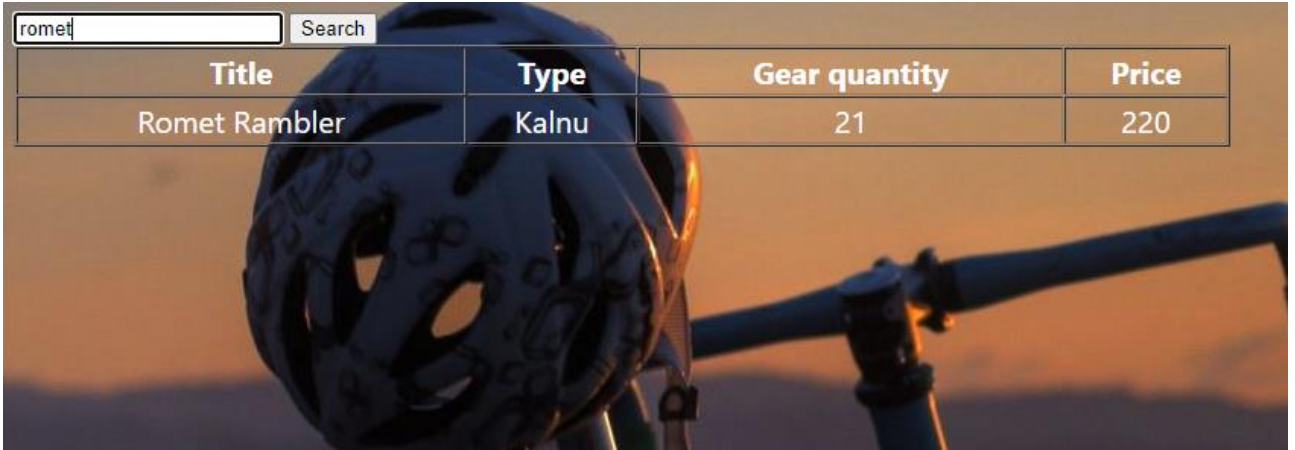 romet Search
Title Type Gear quantity Price
Romet Rambler Kalnu 21 220